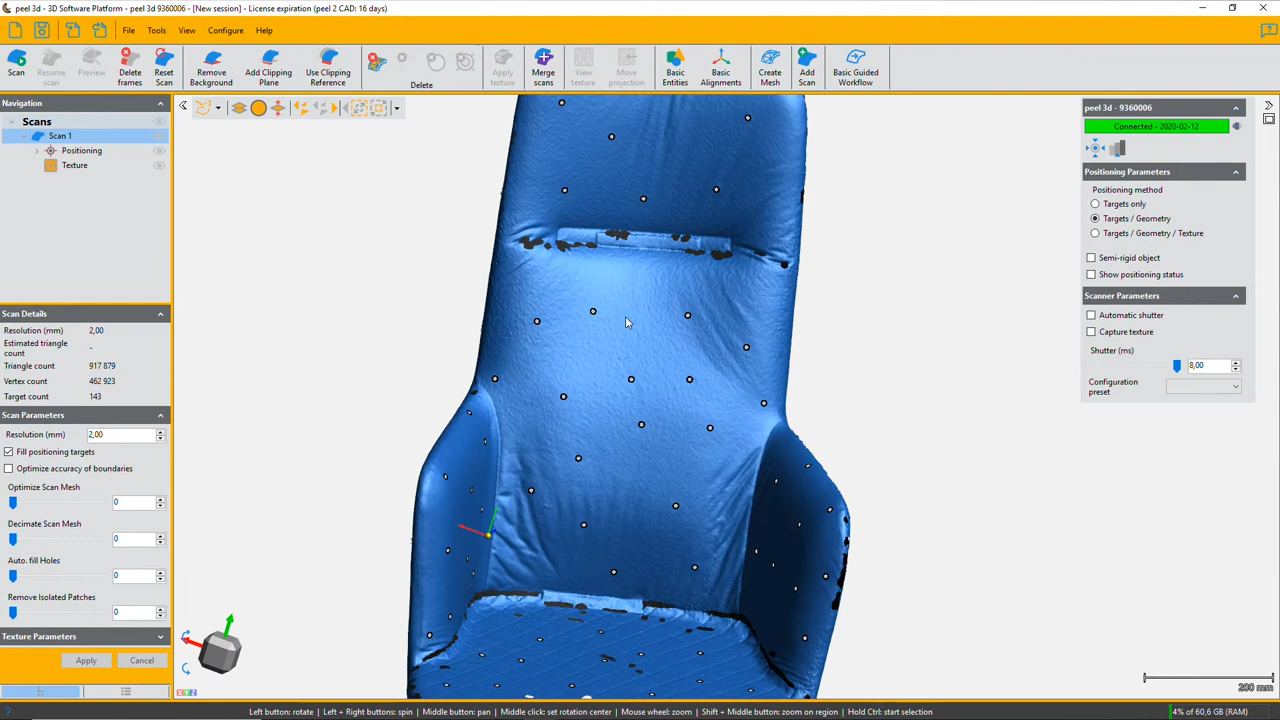 peel 3d - 3D Software Platform - peel 3d 9360006 - [New session] - License expiration (peel 2 CAD: 16 days)
File Tools View Configure Help
Scan
Resume scan
Preview
Delete frames
Reset Scan
Remove Background
Add Clipping Plane
Use Clipping Reference
Delete
Apply texture
Merge scans
View texture
Move projection
Basic Entities
Basic Alignments
Create Mesh
Add Scan
Basic Guided Workflow
Navigation
Scans
Scan 1
Positioning
Texture
Scan Details
Resolution (mm) 2,00
Estimated triangle count -
Triangle count 917 879
Vertex count 462 923
Target count 143
Scan Parameters
Resolution (mm) 2,00
Fill positioning targets
Optimize accuracy of boundaries
Optimize Scan Mesh
0
Decimate Scan Mesh
0
Auto. fill Holes
0
Remove Isolated Patches
0
Texture Parameters
Apply Cancel
X Y Z
peel 3d - 9360006
Connected - 2020-02-12
Positioning Parameters
Positioning method
Targets only
Targets / Geometry
Targets / Geometry / Texture
Semi-rigid object
Show positioning status
Scanner Parameters
Automatic shutter
Capture texture
Shutter (ms)
8,00
Configuration preset
200 mm
? Left button: rotate | Left + Right buttons: spin | Middle button: pan | Middle click: set rotation center | Mouse wheel: zoom | Shift + Middle button: zoom on region | Hold Ctrl: start selection 4% of 60,6 GB (RAM)